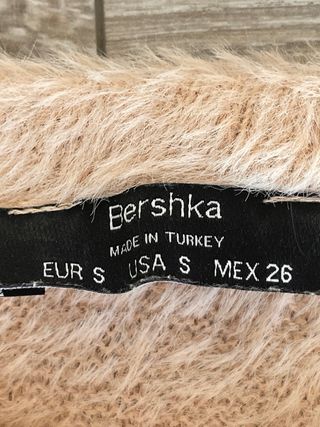 Bershka
MADE IN TURKEY
EUR S USA S MEX 26